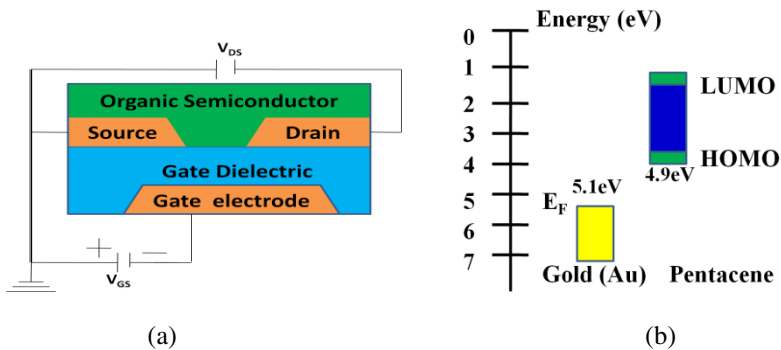 V_DS
Organic Semiconductor
Source
Drain
Gate Dielectric
Gate electrode
+
−
V_GS
(a)
Energy (eV)
0
1
2
3
4
5
6
7
LUMO
HOMO
4.9eV
5.1eV
E_F
Gold (Au)
Pentacene
(b)